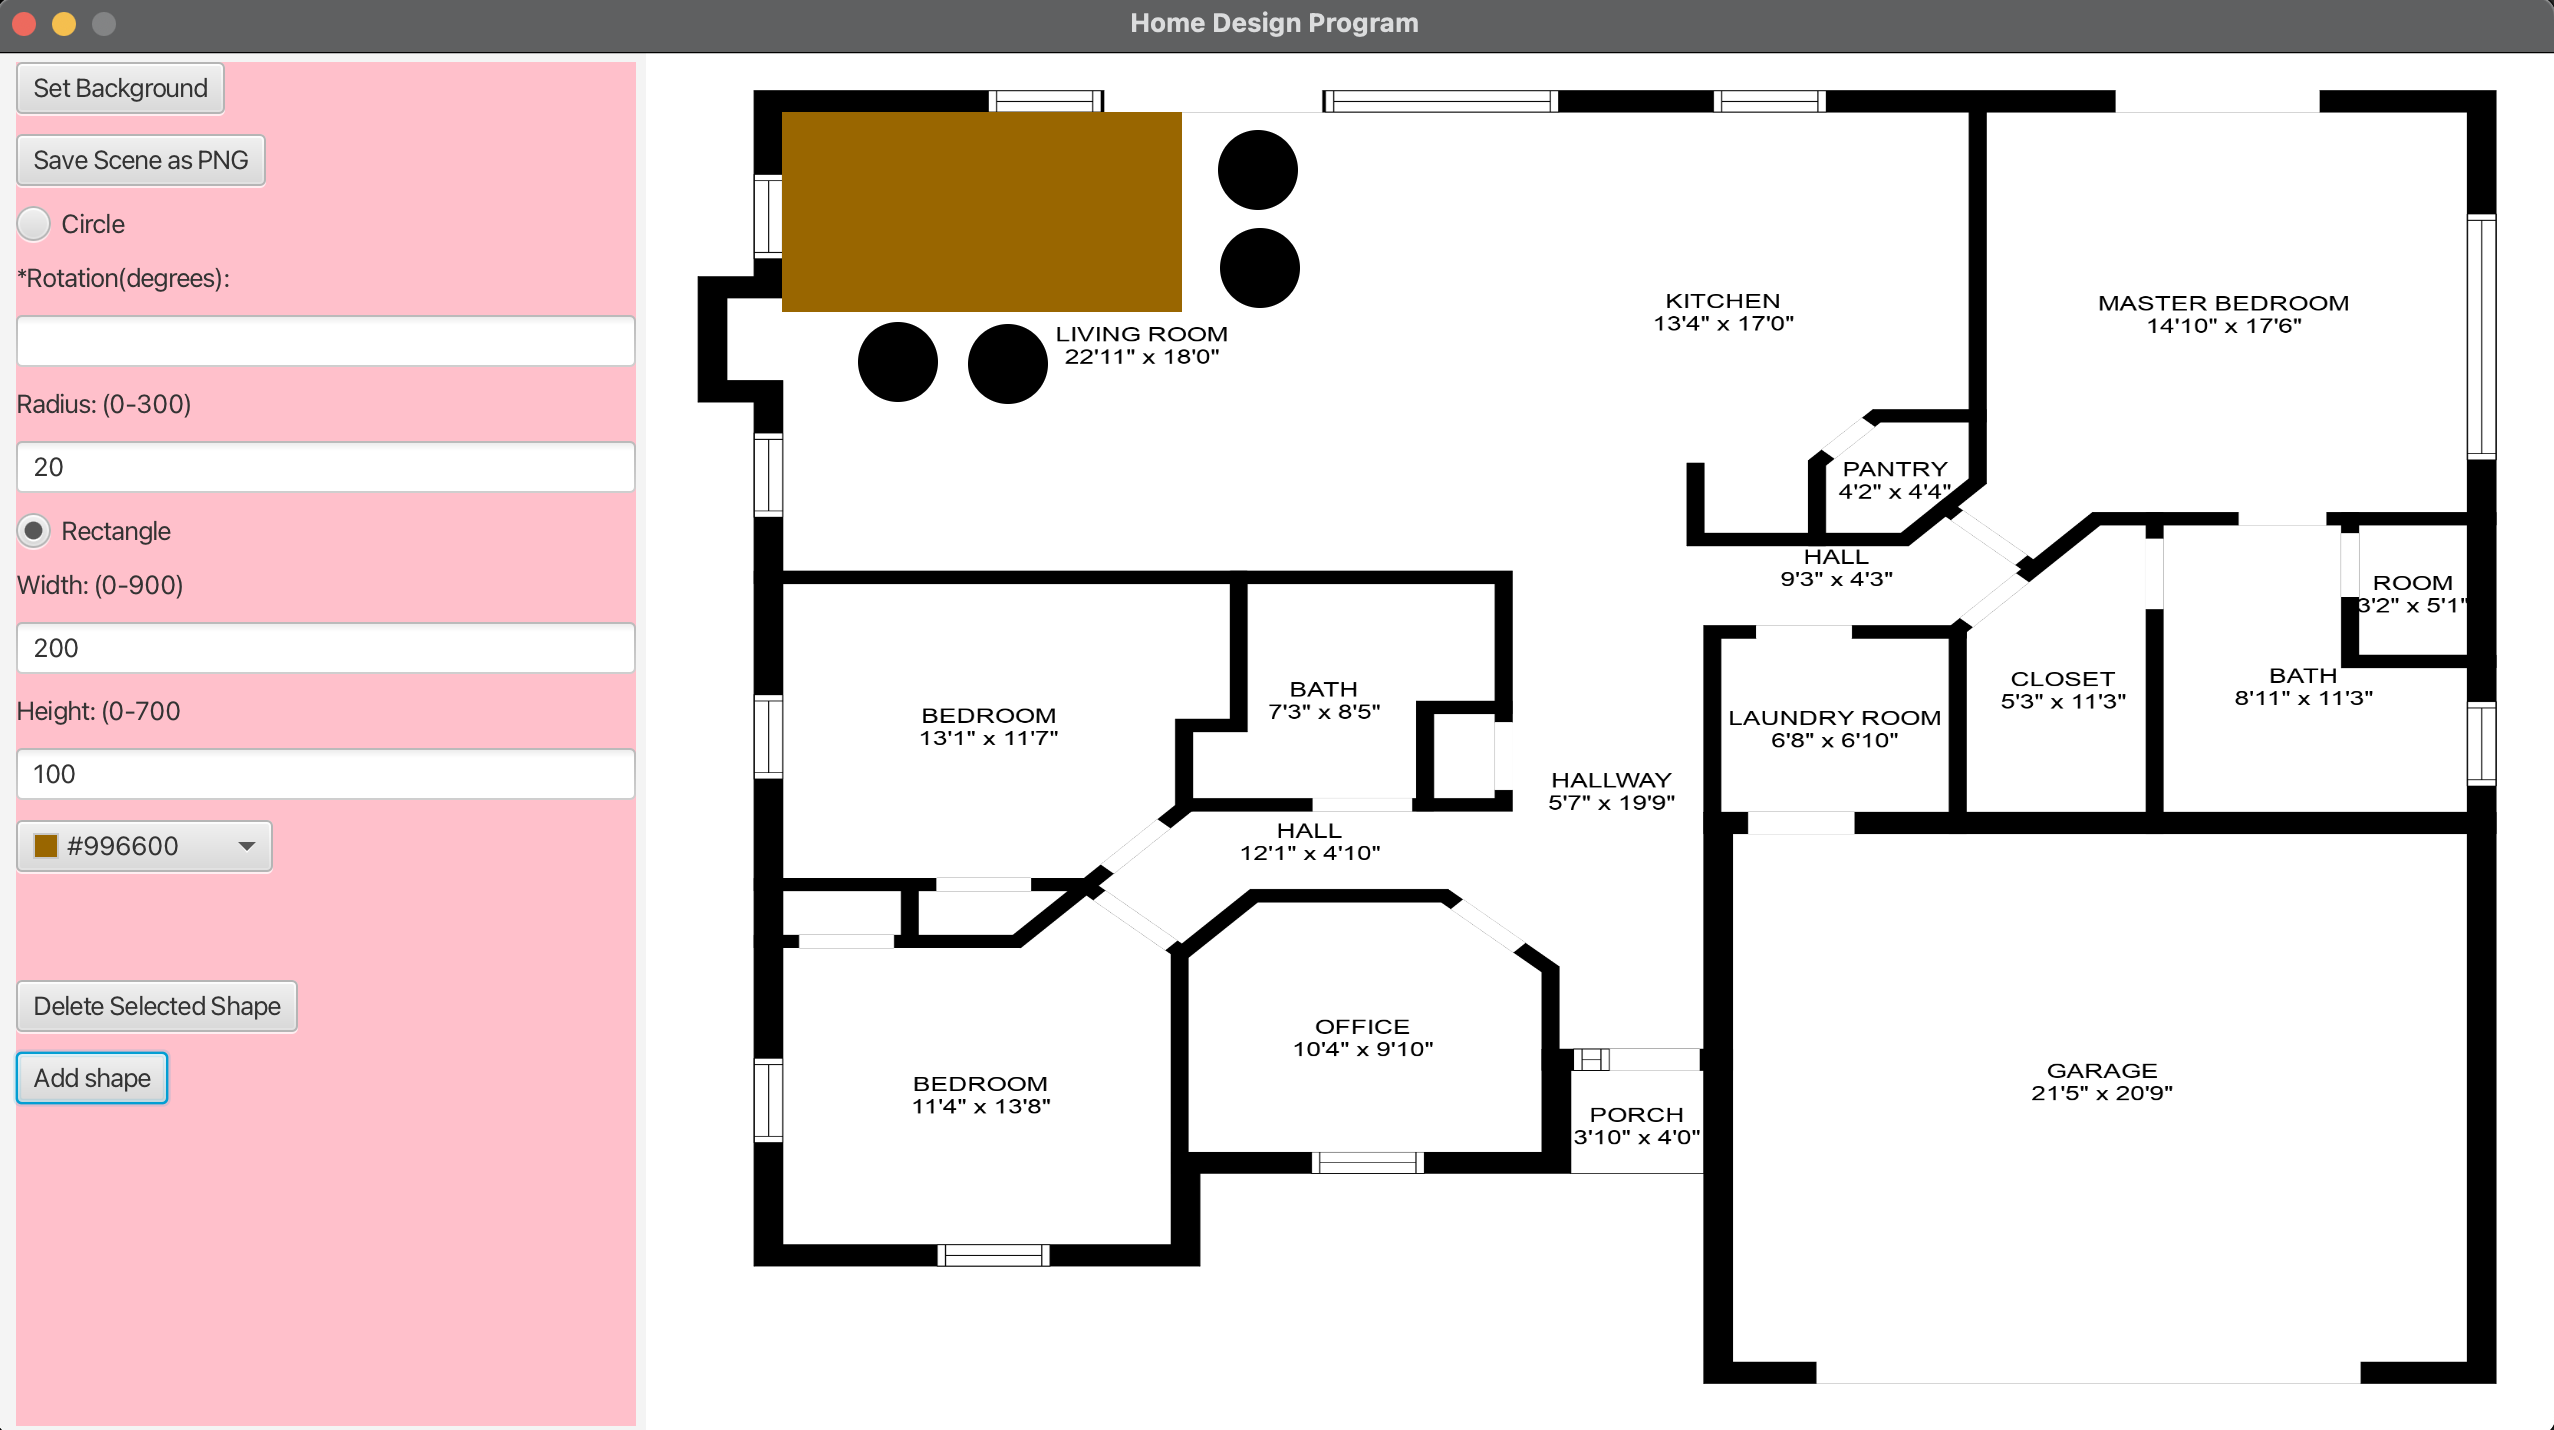 Home Design Program
Set Background
Save Scene as PNG
Circle
*Rotation(degrees):
Radius: (0-300)
20
Rectangle
Width: (0-900)
200
Height: (0-700
100
#996600
Delete Selected Shape
Add shape
LIVING ROOM
22'11" x 18'0"
KITCHEN
13'4" x 17'0"
MASTER BEDROOM
14'10" x 17'6"
PANTRY
4'2" x 4'4"
HALL
9'3" x 4'3"
ROOM
3'2" x 5'1"
BEDROOM
13'1" x 11'7"
BATH
7'3" x 8'5"
HALLWAY
5'7" x 19'9"
LAUNDRY ROOM
6'8" x 6'10"
CLOSET
5'3" x 11'3"
BATH
8'11" x 11'3"
HALL
12'1" x 4'10"
OFFICE
10'4" x 9'10"
BEDROOM
11'4" x 13'8"
PORCH
3'10" x 4'0"
GARAGE
21'5" x 20'9"